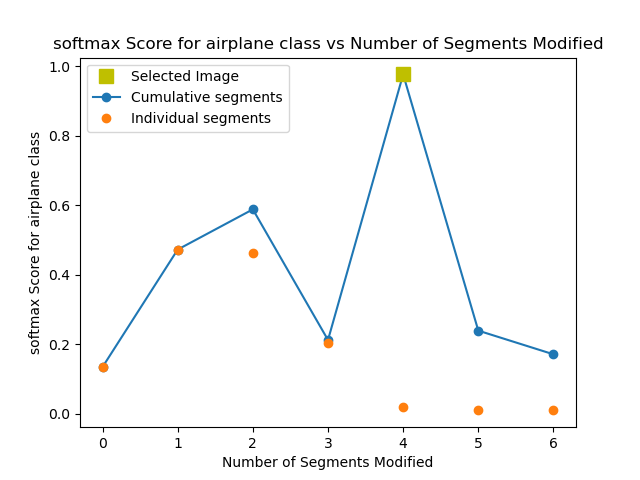 softmax Score for airplane class vs Number of Segments Modified
Selected Image
Cumulative segments
Individual segments
softmax Score for airplane class
1.0
0.8
0.6
0.4
0.2
0.0
0 1 2 3 4 5 6
Number of Segments Modified